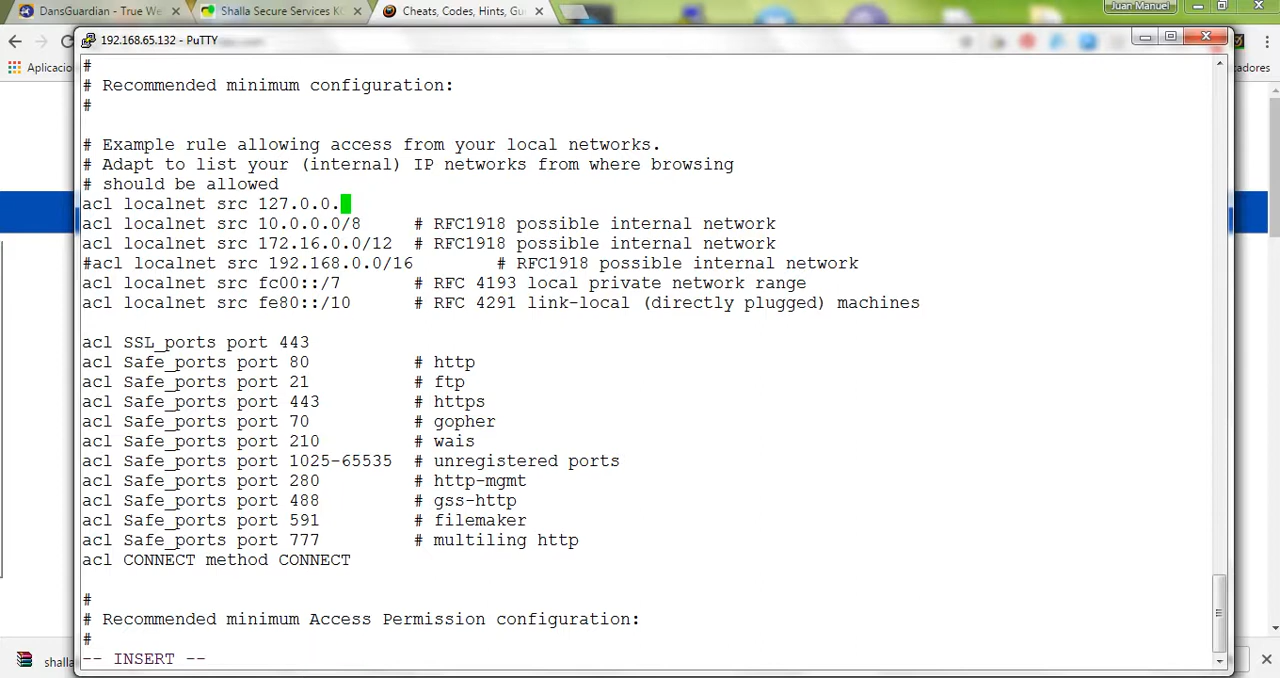 DansGuardian - True We
Shalla Secure Services KG
Cheats, Codes, Hints, Gu
Juan Manuel
192.168.65.132 - PuTTY
Aplicacio
adores
#
# Recommended minimum configuration:
#
# Example rule allowing access from your local networks.
# Adapt to list your (internal) IP networks from where browsing
# should be allowed
acl localnet src 127.0.0.
acl localnet src 10.0.0.0/8 # RFC1918 possible internal network
acl localnet src 172.16.0.0/12 # RFC1918 possible internal network
#acl localnet src 192.168.0.0/16 # RFC1918 possible internal network
acl localnet src fc00::/7 # RFC 4193 local private network range
acl localnet src fe80::/10 # RFC 4291 link-local (directly plugged) machines
acl SSL_ports port 443
acl Safe_ports port 80 # http
acl Safe_ports port 21 # ftp
acl Safe_ports port 443 # https
acl Safe_ports port 70 # gopher
acl Safe_ports port 210 # wais
acl Safe_ports port 1025-65535 # unregistered ports
acl Safe_ports port 280 # http-mgmt
acl Safe_ports port 488 # gss-http
acl Safe_ports port 591 # filemaker
acl Safe_ports port 777 # multiling http
acl CONNECT method CONNECT
#
# Recommended minimum Access Permission configuration:
#
-- INSERT --
shalla